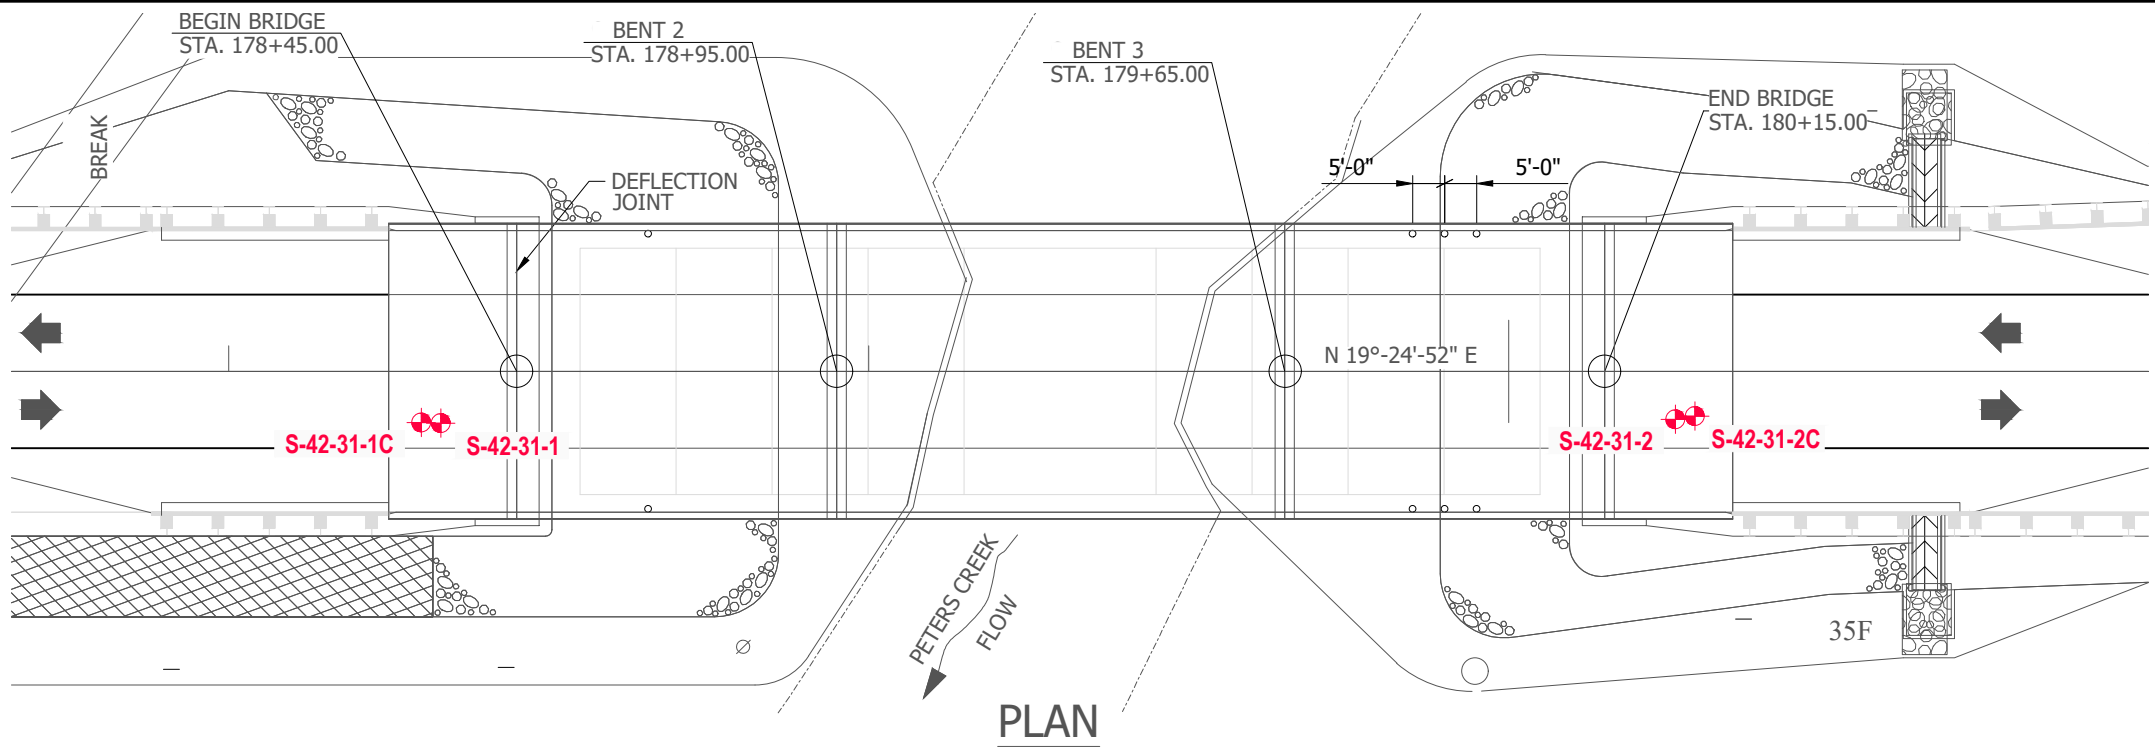 BEGIN BRIDGE
STA. 178+45.00
BENT 2
STA. 178+95.00
BENT 3
STA. 179+65.00
END BRIDGE
STA. 180+15.00
BREAK
DEFLECTION
JOINT
5'-0"
5'-0"
N 19°-24'-52" E
S-42-31-1C
S-42-31-1
S-42-31-2
S-42-31-2C
PETERS CREEK
FLOW
35F
PLAN